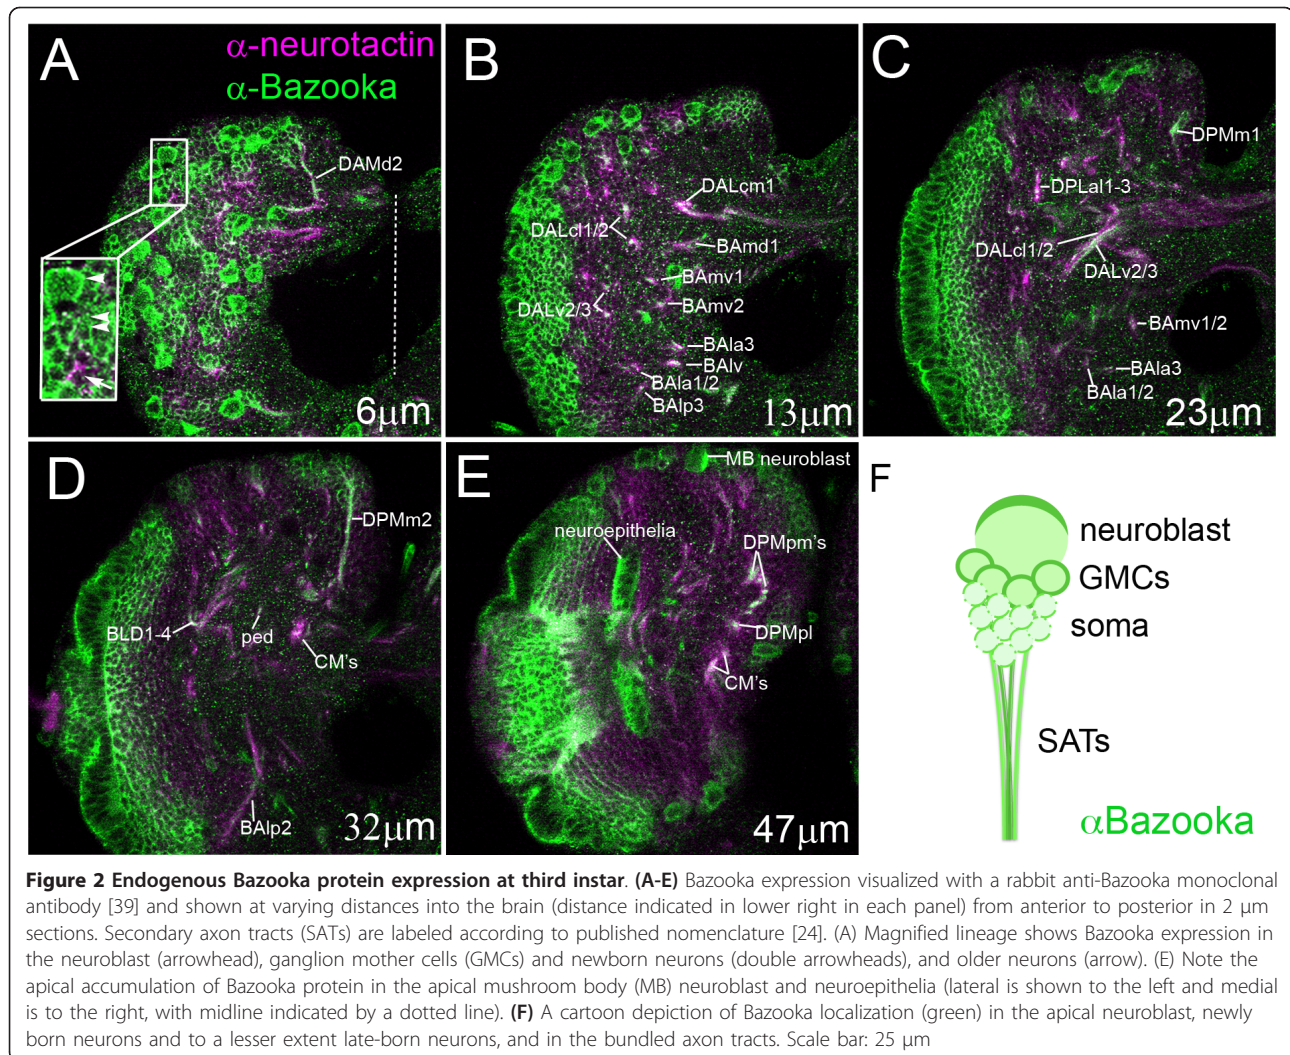 A
α-neurotactin
α-Bazooka
DAMd2
6µm
B
DALcm1
DALcl1/2
BAmd1
BAmv1
DALv2/3
BAmv2
BAla3
BAlv
BAla1/2
BAlp3
13µm
C
DPMm1
DPLal1-3
DALcl1/2
DALv2/3
BAmv1/2
BAla3
BAla1/2
23µm
D
DPMm2
BLD1-4
ped
CM's
BAlp2
32µm
E
MB neuroblast
neuroepithelia
DPMpm's
DPMpl
CM's
47µm
F
neuroblast
GMCs
soma
SATs
αBazooka
Figure 2 Endogenous Bazooka protein expression at third instar. (A-E) Bazooka expression visualized with a rabbit anti-Bazooka monoclonal
antibody [39] and shown at varying distances into the brain (distance indicated in lower right in each panel) from anterior to posterior in 2 µm
sections. Secondary axon tracts (SATs) are labeled according to published nomenclature [24]. (A) Magnified lineage shows Bazooka expression in
the neuroblast (arrowhead), ganglion mother cells (GMCs) and newborn neurons (double arrowheads), and older neurons (arrow). (E) Note the
apical accumulation of Bazooka protein in the apical mushroom body (MB) neuroblast and neuroepithelia (lateral is shown to the left and medial
is to the right, with midline indicated by a dotted line). (F) A cartoon depiction of Bazooka localization (green) in the apical neuroblast, newly
born neurons and to a lesser extent late-born neurons, and in the bundled axon tracts. Scale bar: 25 µm